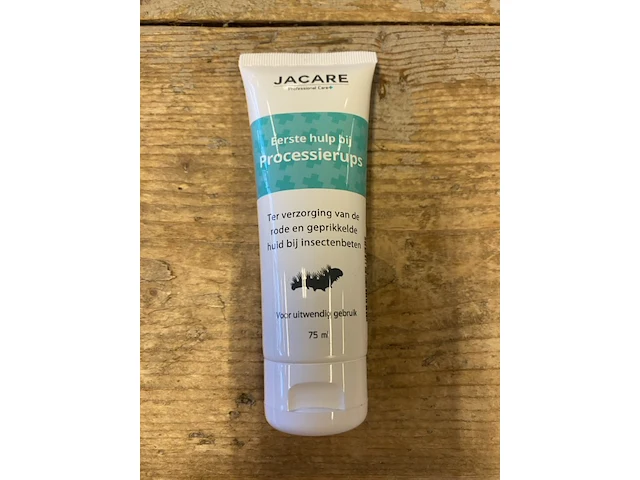 JACARE
Professional Care
Eerste hulp bij
Processierups
Ter verzorging van de
rode en geprikkelde
huid bij insectenbeten
Voor uitwendig gebruik
75 ml